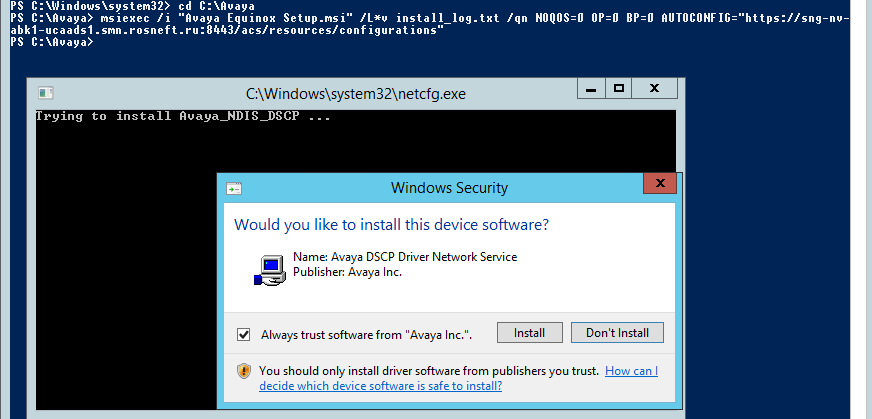 PS C:\Windows\system32> cd C:\Avaya
PS C:\Avaya> msiexec /i "Avaya Equinox Setup.msi" /L*v install_log.txt /qn NOQOS=0 OP=0 BP=0 AUTOCONFIG="https://sng-nv-
abk1-ucaads1.smn.rosneft.ru:8443/acs/resources/configurations"
PS C:\Avaya>
C:\Windows\system32\netcfg.exe
Trying to install Avaya_NDIS_DSCP ...
Windows Security
Would you like to install this device software?
Name: Avaya DSCP Driver Network Service
Publisher: Avaya Inc.
Always trust software from "Avaya Inc.".
Install
Don't Install
You should only install driver software from publishers you trust. How can I
decide which device software is safe to install?